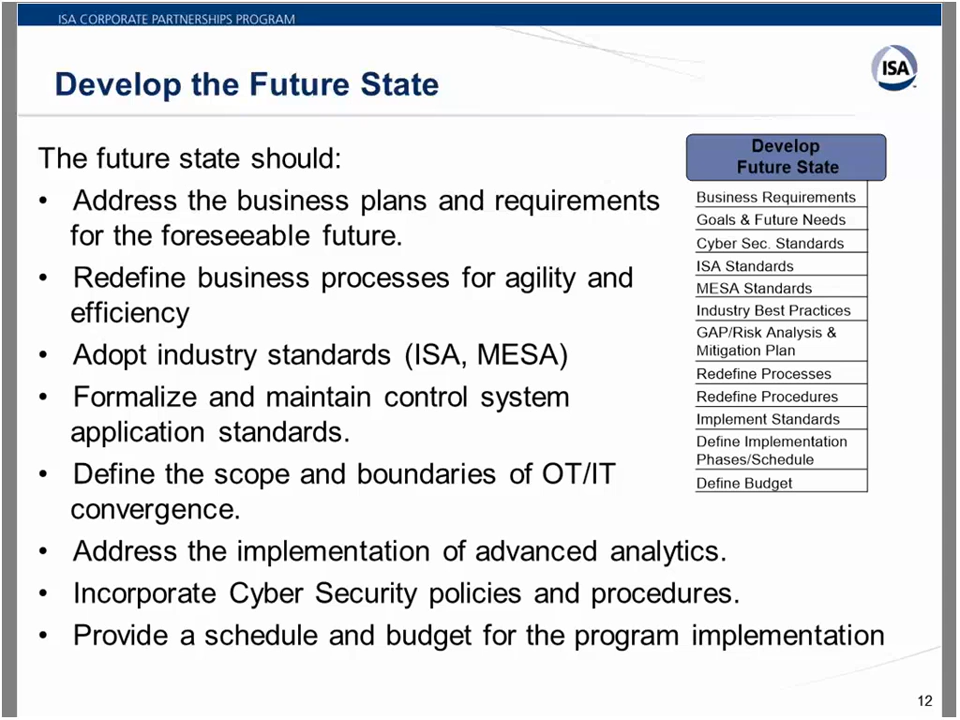 ISA CORPORATE PARTNERSHIPS PROGRAM
Develop the Future State
ISA
The future state should:
• Address the business plans and requirements
for the foreseeable future.
• Redefine business processes for agility and
efficiency
• Adopt industry standards (ISA, MESA)
• Formalize and maintain control system
application standards.
• Define the scope and boundaries of OT/IT
convergence.
• Address the implementation of advanced analytics.
• Incorporate Cyber Security policies and procedures.
• Provide a schedule and budget for the program implementation
Develop
Future State
Business Requirements
Goals & Future Needs
Cyber Sec. Standards
ISA Standards
MESA Standards
Industry Best Practices
GAP/Risk Analysis &
Mitigation Plan
Redefine Processes
Redefine Procedures
Implement Standards
Define Implementation
Phases/Schedule
Define Budget
12